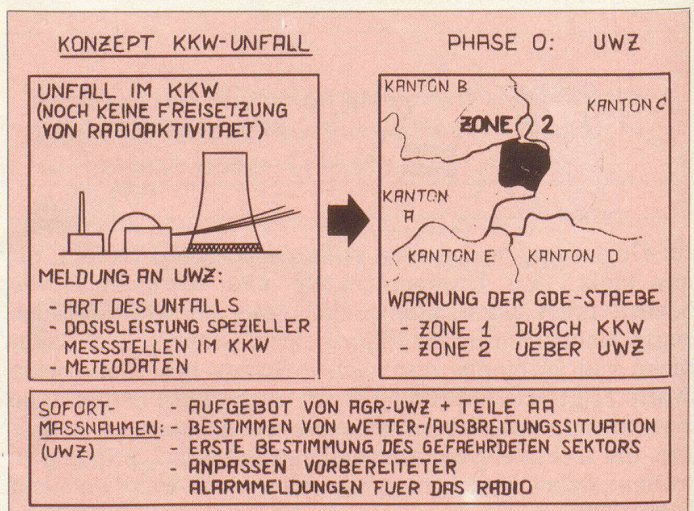 KONZEPT KKW-UNFALL
PHASE 0: UWZ
UNFALL IM KKW
(NOCH KEINE FREISETZUNG
VON RADIOAKTIVITAET)
MELDUNG AN UWZ:
- ART DES UNFALLS
- DOSISLEISTUNG SPEZIELLER
MESSSTELLEN IM KKW
- METEODATEN
KANTON B
KANTON C
ZONE 2
KANTON
A
KANTON E
KANTON D
WARNUNG DER GDE-STAEBE
- ZONE 1 DURCH KKW
- ZONE 2 UEBER UWZ
SOFORT- - AUFGEBOT VON AGR-UWZ + TEILE AA
MASSNAHMEN: - BESTIMMEN VON WETTER-/AUSBREITUNGSSITUATION
(UWZ) - ERSTE BESTIMMUNG DES GEFAEHRDETEN SEKTORS
- ANPASSEN VORBEREITETER
ALARMMELDUNGEN FUER DAS RADIO